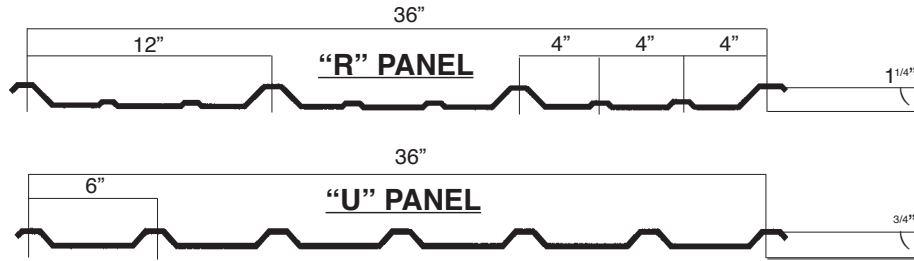 36”
12” 4” 4” 4”
“R” PANEL
1 1/4”
36”
6”
“U” PANEL
3/4”